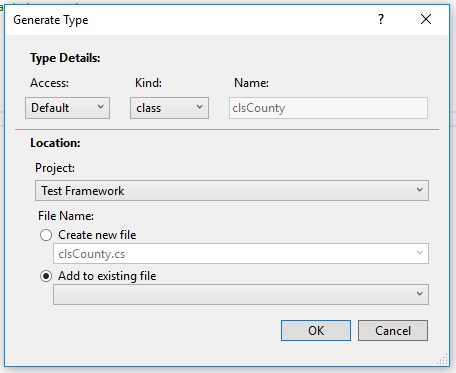 Generate Type
Type Details:
Access: Kind: Name:
Default class clsCounty
Location:
Project:
Test Framework
File Name:
Create new file
clsCounty.cs
Add to existing file
OK Cancel